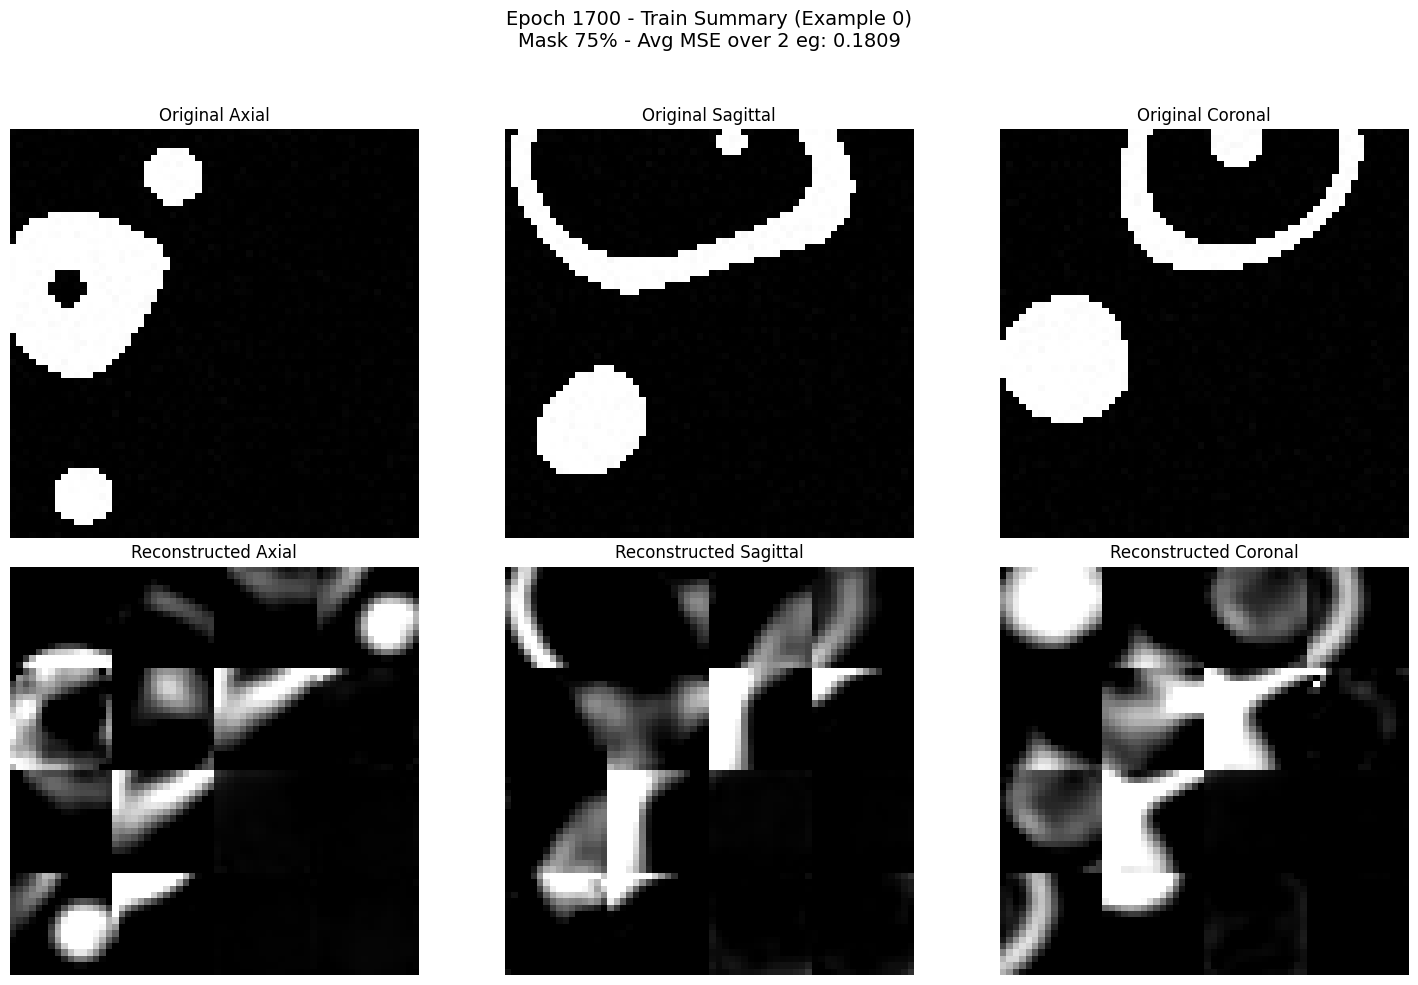 Epoch 1700 - Train Summary (Example 0)
Mask 75% - Avg MSE over 2 eg: 0.1809
Original Axial
Original Sagittal
Original Coronal
Reconstructed Axial
Reconstructed Sagittal
Reconstructed Coronal